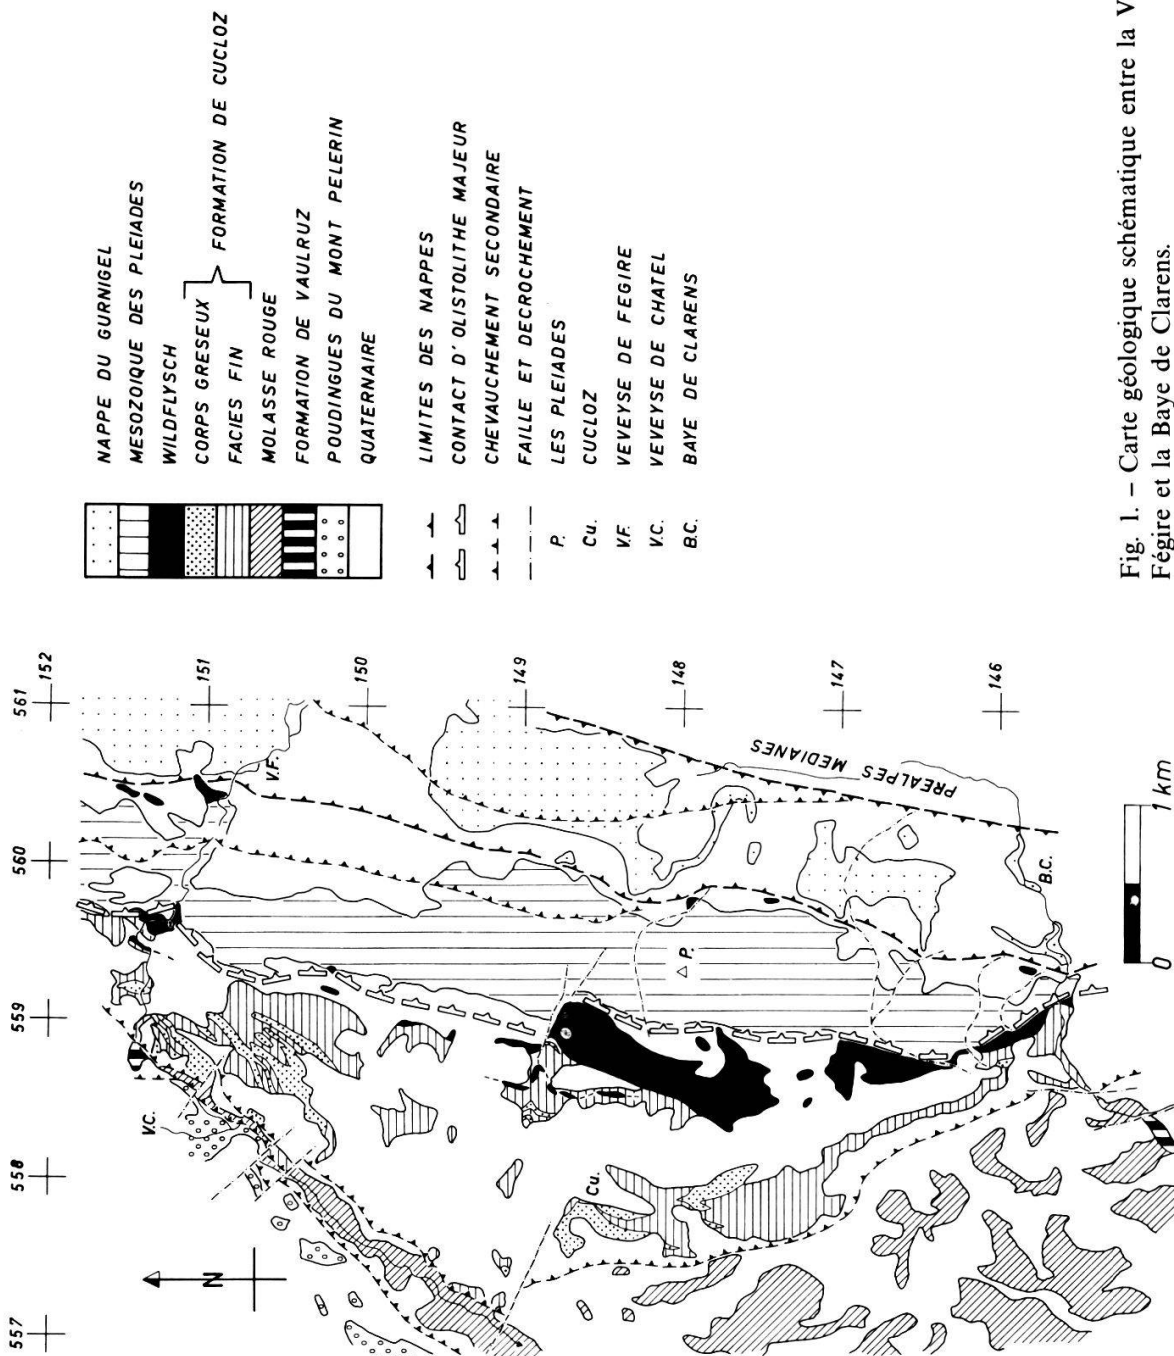 561
560
559
558
557
152
151
150
149
148
147
146
N
V.C.
V.F.
Cu.
P.
B.C.
PREALPES MEDIANES
0
1 km
NAPPE DU GURNIGEL
MESOZOIQUE DES PLEIADES
WILDFLYSCH
CORPS GRESEUX
FACIES FIN
FORMATION DE CUCLOZ
MOLASSE ROUGE
FORMATION DE VAULRUZ
POUDINGUES DU MONT PELERIN
QUATERNAIRE
LIMITES DES NAPPES
CONTACT D'OLISTOLITHE MAJEUR
CHEVAUCHEMENT SECONDAIRE
FAILLE ET DECROCHEMENT
P. LES PLEIADES
Cu. CUCLOZ
V.F. VEVEYSE DE FEGIRE
V.C. VEVEYSE DE CHATEL
B.C. BAYE DE CLARENS
Fig. 1. – Carte géologique schématique entre la V
Fégire et la Baye de Clarens.